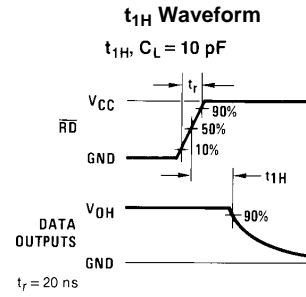 t1H Waveform
t1H, CL = 10 pF
tr
VCC
90%
RD
50%
10%
GND
t1H
VOH
DATA
OUTPUTS
90%
GND
tr = 20 ns